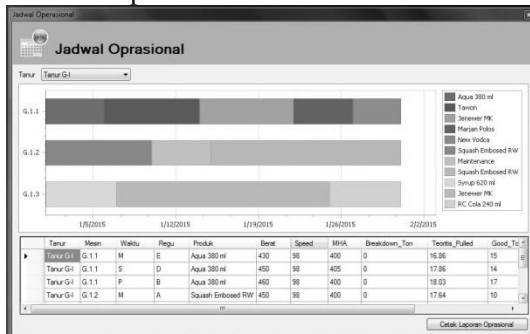 Jadwal Operasional
Jadwal Oprasional
Tanur Tanur G-I
G.1.1
G.1.2
G.1.3
1/5/2015 1/12/2015 1/19/2015 1/26/2015 2/2/2015
Aqua 380 ml
Tawon
Jenewer MK
Marjan Polos
New Vodca
Squash Embosed RW
Maintenance
Squash Embosed RW
Syrup 620 ml
Jenewer MK
RC Cola 240 ml
Tanur Mesin Waktu Regu Produk Berat Speed MHA Breakdown_Ton Teoritis_Pulled Good_Tc
Tanur G-I G.1.1 M E Aqua 380 ml 430 98 400 0 16.86 15
Tanur G-I G.1.1 S D Aqua 380 ml 450 98 405 0 17.86 14
Tanur G-I G.1.1 P B Aqua 380 ml 460 98 400 0 18.03 17
Tanur G-I G.1.2 M A Squash Embosed RW 450 98 400 0 17.64 10
Cetak Laporan Oprasional